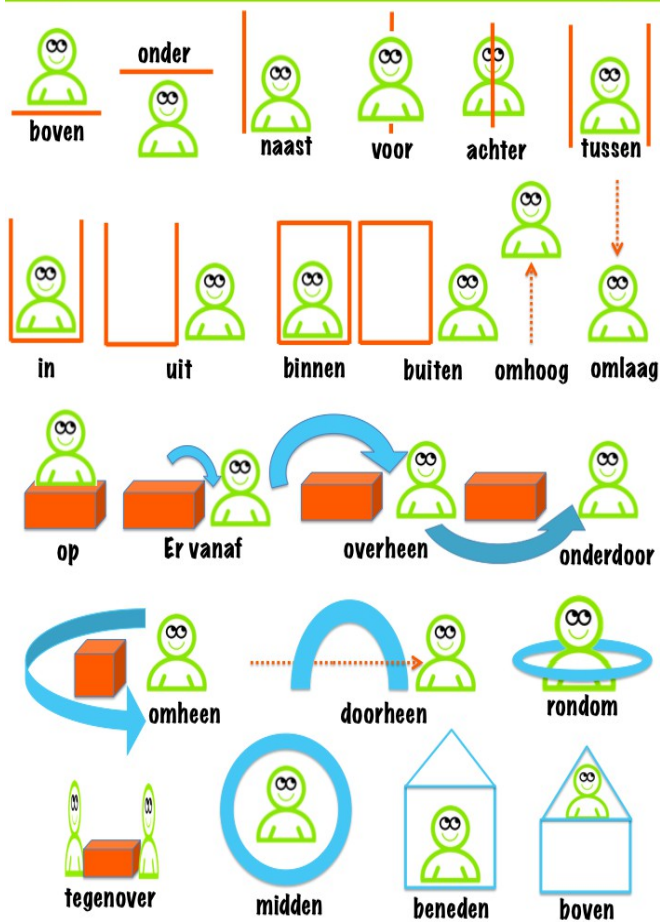 boven
onder
naast
voor
achter
tussen
in
uit
binnen
buiten
omhoog
omlaag
op
Er vanaf
overheen
onderdoor
omheen
doorheen
rondom
tegenover
midden
beneden
boven